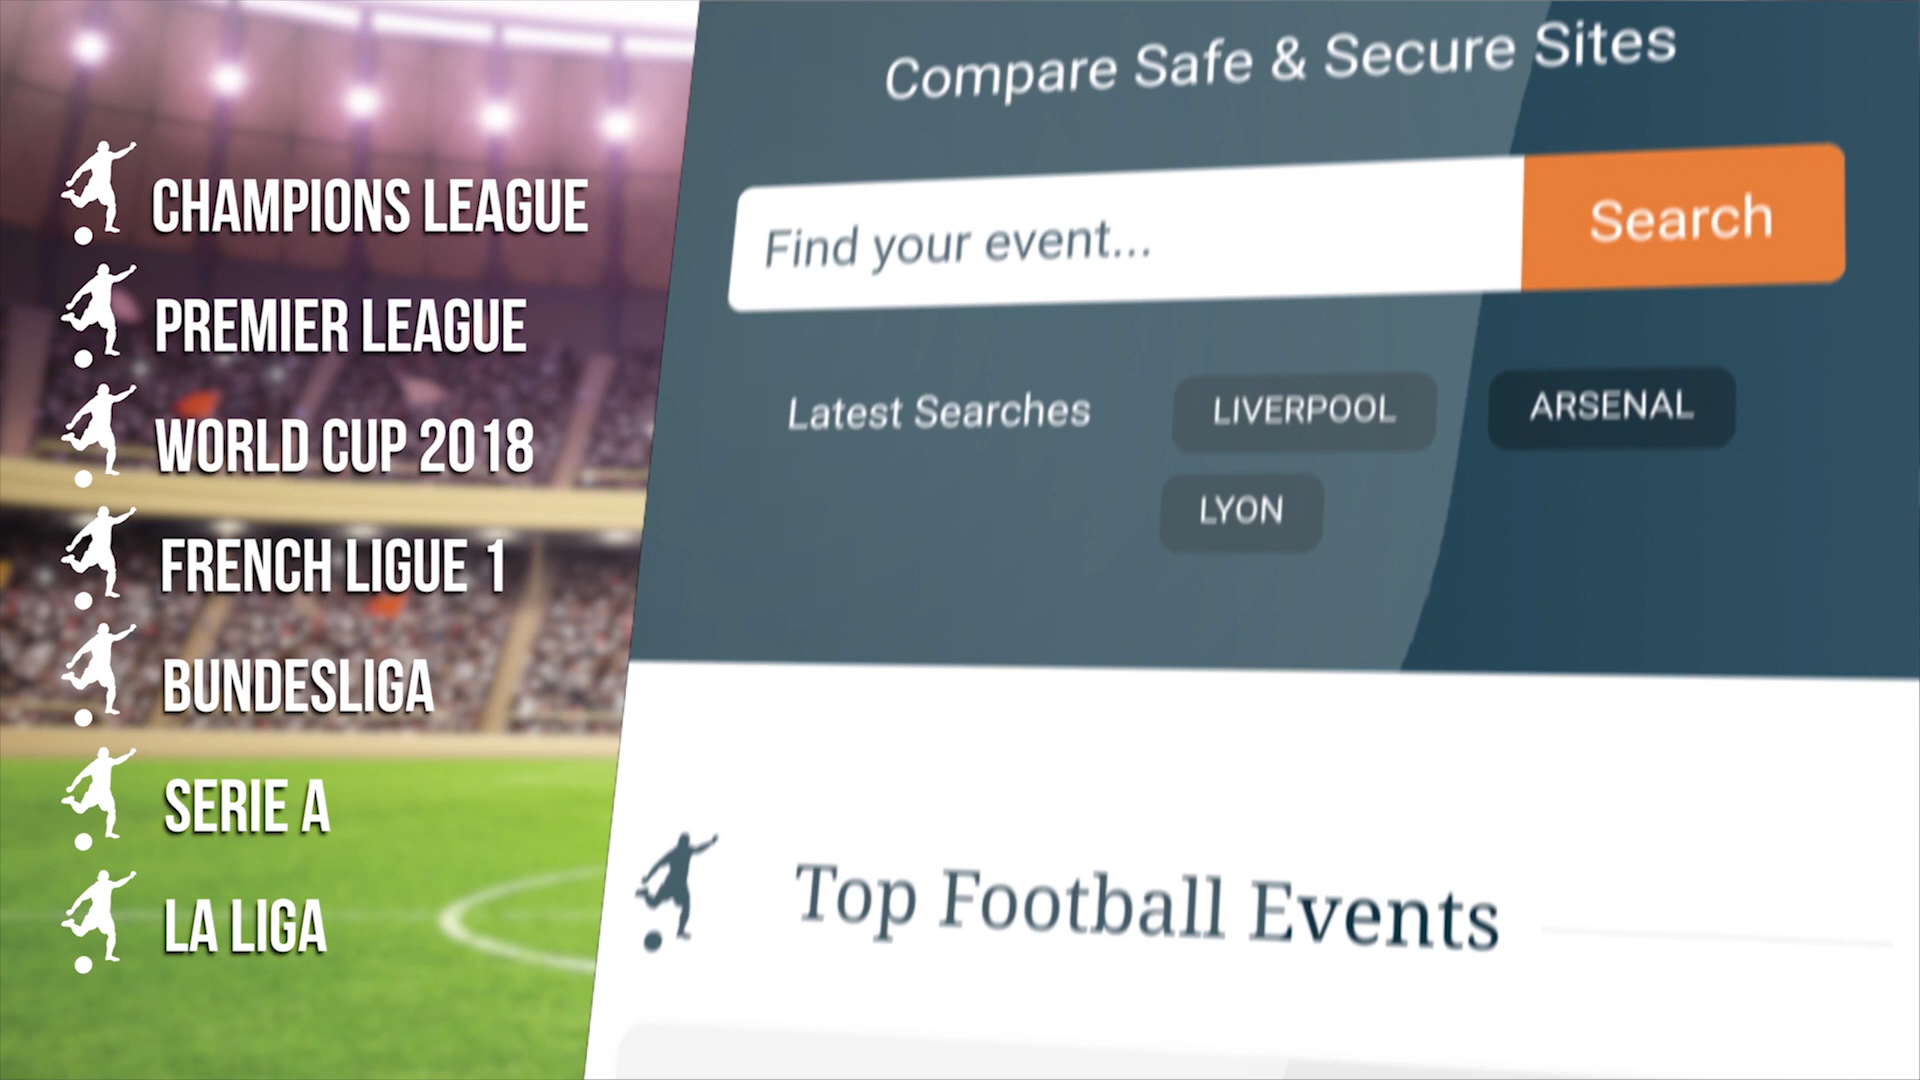 CHAMPIONS LEAGUE
PREMIER LEAGUE
WORLD CUP 2018
FRENCH LIGUE 1
BUNDESLIGA
SERIE A
LA LIGA
Compare Safe & Secure Sites
Find your event...
Search
Latest Searches
LIVERPOOL
ARSENAL
LYON
Top Football Events